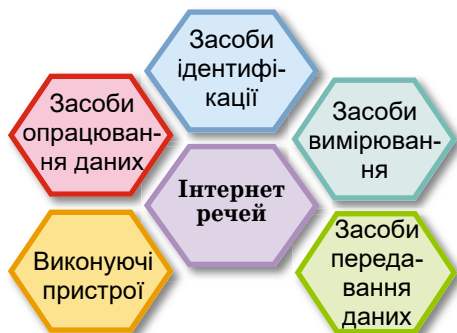 Засоби
ідентифі-
кації
Засоби
опрацюван-
ня даних
Засоби
вимірюван-
ня
Інтернет
речей
Виконуючі
пристрої
Засоби
переда-
вання
даних